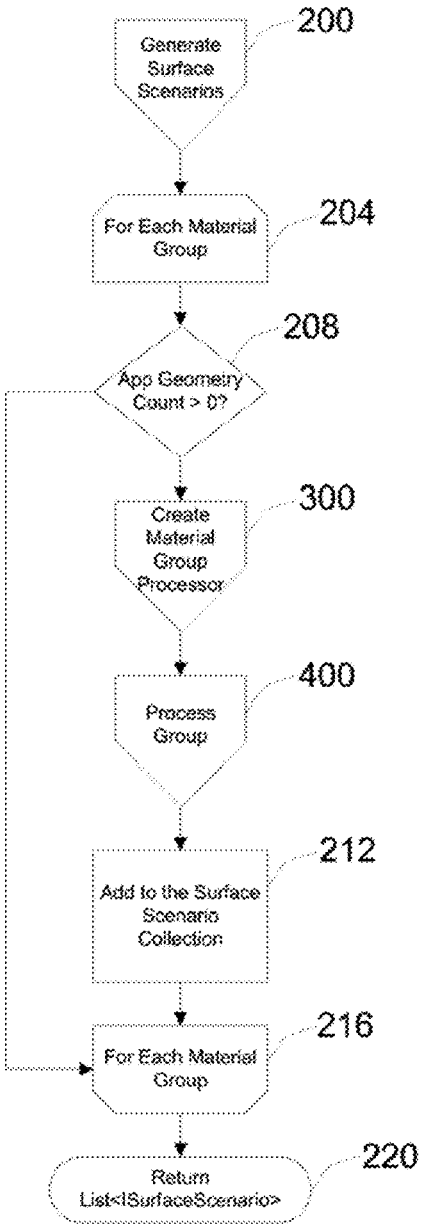 200
Generate
Surface
Scenarios
204
For Each Material
Group
208
App Geometry
Count > 0?
300
Create
Material
Group
Processor
400
Process
Group
212
Add to the Surface
Scenario
Collection
216
For Each Material
Group
220
Return
List<ISurfaceScenario>